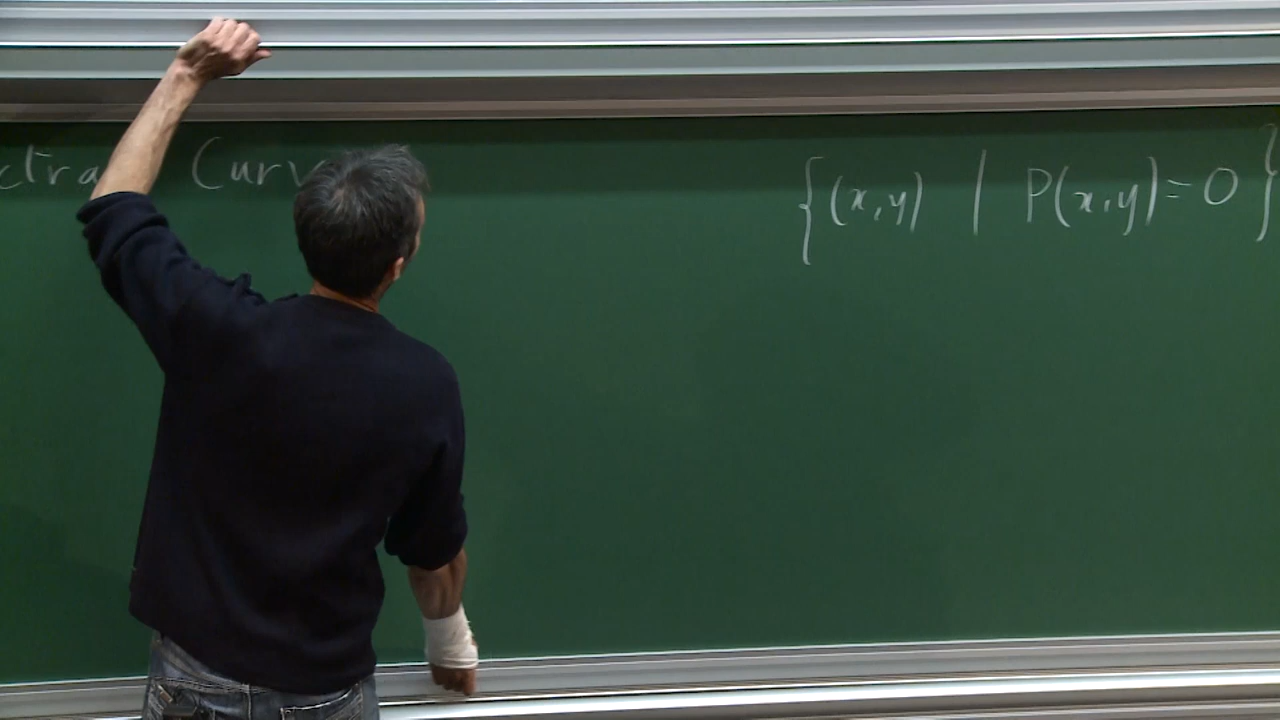 ctra Curv {(x,y) | P(x,y)=0}